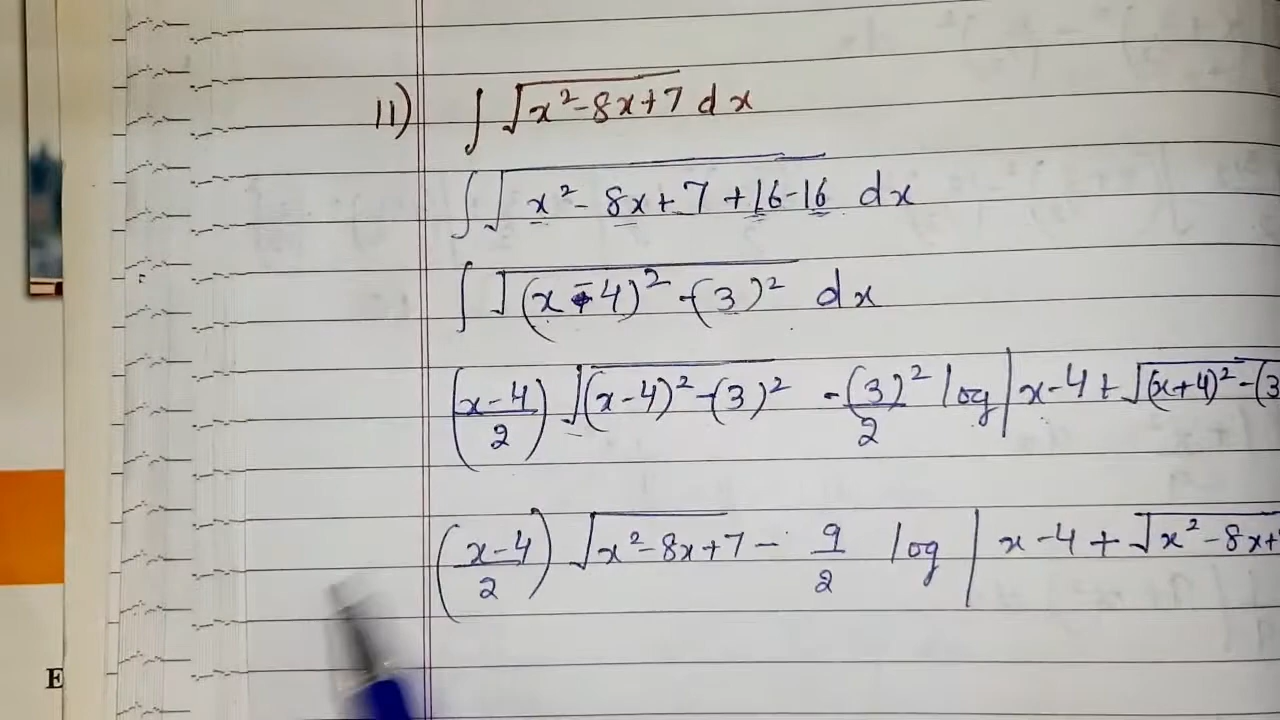 11) ∫ √(x²-8x+7) dx
∫ √(x²-8x+7+16-16) dx
∫ √((x-4)²-(3)²) dx
((x-4)/2) √((x-4)²-(3)²) - (3)²/2 log |x-4+√((x+4)²-(3
((x-4)/2) √(x²-8x+7) - 9/2 log |x-4+√(x²-8x+
E